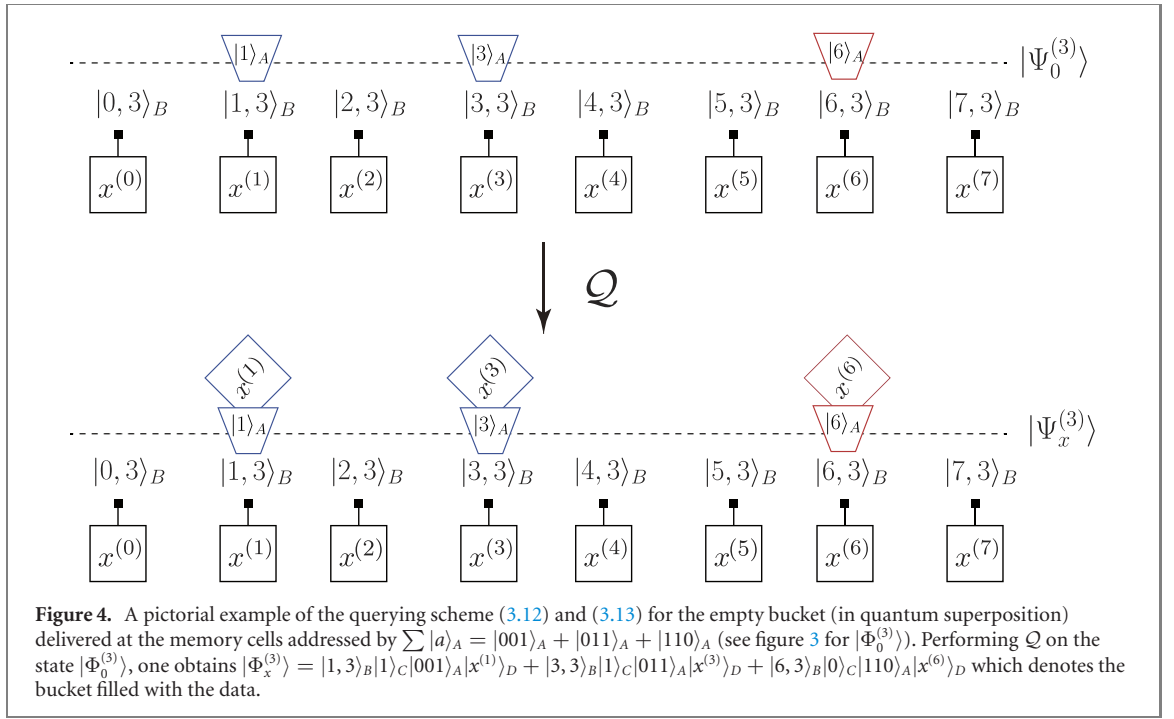 |1⟩_A |3⟩_A |6⟩_A |Ψ_0^{(3)}⟩
|0, 3⟩_B |1, 3⟩_B |2, 3⟩_B |3, 3⟩_B |4, 3⟩_B |5, 3⟩_B |6, 3⟩_B |7, 3⟩_B
x^{(0)} x^{(1)} x^{(2)} x^{(3)} x^{(4)} x^{(5)} x^{(6)} x^{(7)}
𝒬
x^{(1)} x^{(3)} x^{(6)}
|1⟩_A |3⟩_A |6⟩_A |Ψ_x^{(3)}⟩
|0, 3⟩_B |1, 3⟩_B |2, 3⟩_B |3, 3⟩_B |4, 3⟩_B |5, 3⟩_B |6, 3⟩_B |7, 3⟩_B
x^{(0)} x^{(1)} x^{(2)} x^{(3)} x^{(4)} x^{(5)} x^{(6)} x^{(7)}
Figure 4. A pictorial example of the querying scheme (3.12) and (3.13) for the empty bucket (in quantum superposition)
delivered at the memory cells addressed by ∑ |a⟩_A = |001⟩_A + |011⟩_A + |110⟩_A (see figure 3 for |Φ_0^{(3)}⟩). Performing 𝒬 on the
state |Φ_0^{(3)}⟩, one obtains |Φ_x^{(3)}⟩ = |1, 3⟩_B|1⟩_C|001⟩_A|x^{(1)}⟩_D + |3, 3⟩_B|1⟩_C|011⟩_A|x^{(3)}⟩_D + |6, 3⟩_B|0⟩_C|110⟩_A|x^{(6)}⟩_D which denotes the
bucket filled with the data.